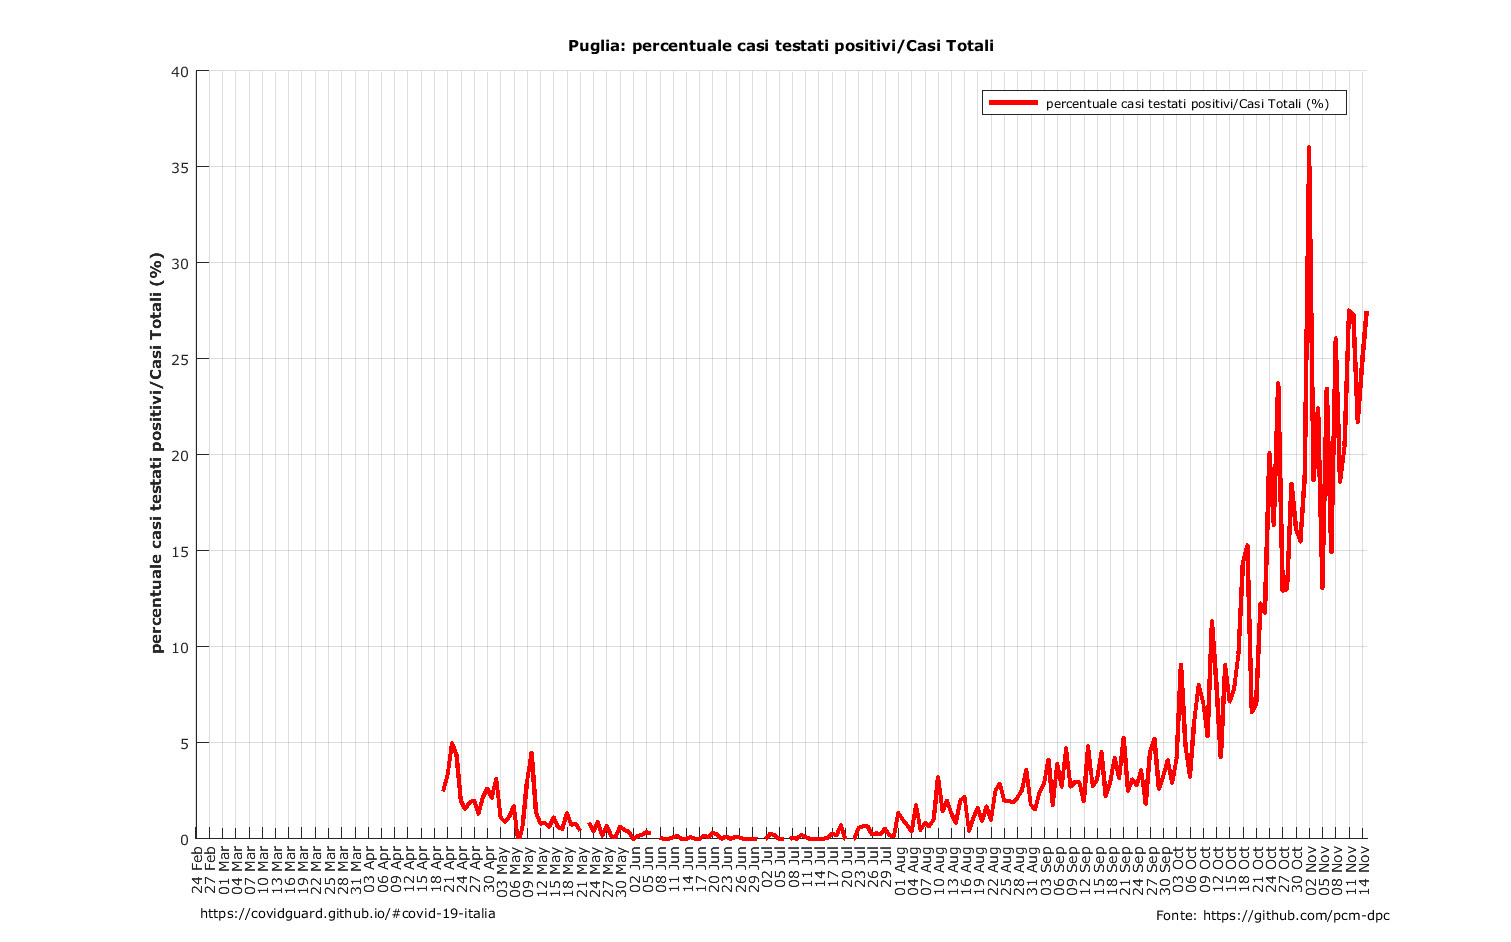 Puglia: percentuale casi testati positivi/Casi Totali
percentuale casi testati positivi/Casi Totali (%)
percentuale casi testati positivi/Casi Totali (%)
40
35
30
25
20
15
10
5
0
24 Feb
27 Feb
01 Mar
04 Mar
07 Mar
10 Mar
13 Mar
16 Mar
19 Mar
22 Mar
25 Mar
28 Mar
31 Mar
03 Apr
06 Apr
09 Apr
12 Apr
15 Apr
18 Apr
21 Apr
24 Apr
27 Apr
30 Apr
03 May
06 May
09 May
12 May
15 May
18 May
21 May
24 May
27 May
30 May
02 Jun
05 Jun
08 Jun
11 Jun
14 Jun
17 Jun
20 Jun
23 Jun
26 Jun
29 Jun
02 Jul
05 Jul
08 Jul
11 Jul
14 Jul
17 Jul
20 Jul
23 Jul
26 Jul
29 Jul
01 Aug
04 Aug
07 Aug
10 Aug
13 Aug
16 Aug
19 Aug
22 Aug
25 Aug
28 Aug
31 Aug
03 Sep
06 Sep
09 Sep
12 Sep
15 Sep
18 Sep
21 Sep
24 Sep
27 Sep
30 Sep
03 Oct
06 Oct
09 Oct
12 Oct
15 Oct
18 Oct
21 Oct
24 Oct
27 Oct
30 Oct
02 Nov
05 Nov
08 Nov
11 Nov
14 Nov
https://covidguard.github.io/#covid-19-italia
Fonte: https://github.com/pcm-dpc